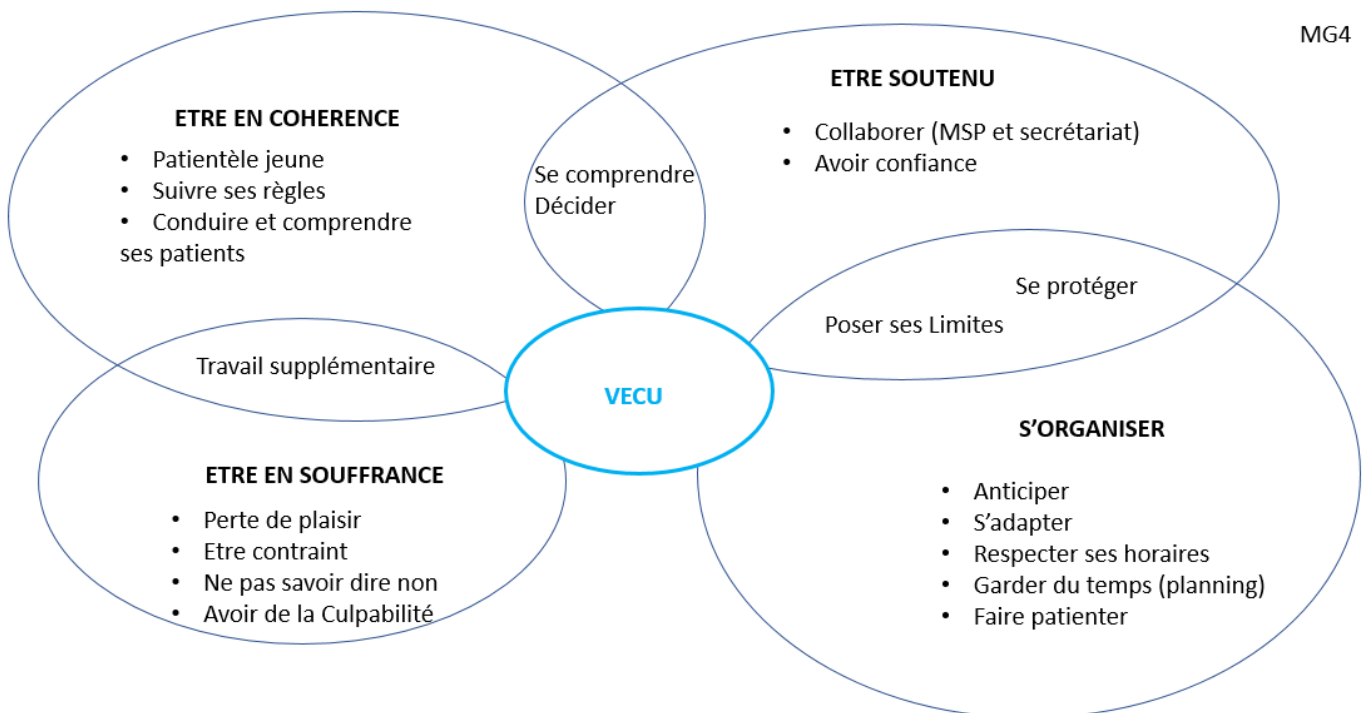 MG4
ETRE EN COHERENCE
• Patientèle jeune
• Suivre ses règles
• Conduire et comprendre
ses patients
Se comprendre
Décider
ETRE SOUTENU
• Collaborer (MSP et secrétariat)
• Avoir confiance
Se protéger
Poser ses Limites
Travail supplémentaire
VECU
ETRE EN SOUFFRANCE
• Perte de plaisir
• Etre contraint
• Ne pas savoir dire non
• Avoir de la Culpabilité
S’ORGANISER
• Anticiper
• S’adapter
• Respecter ses horaires
• Garder du temps (planning)
• Faire patienter